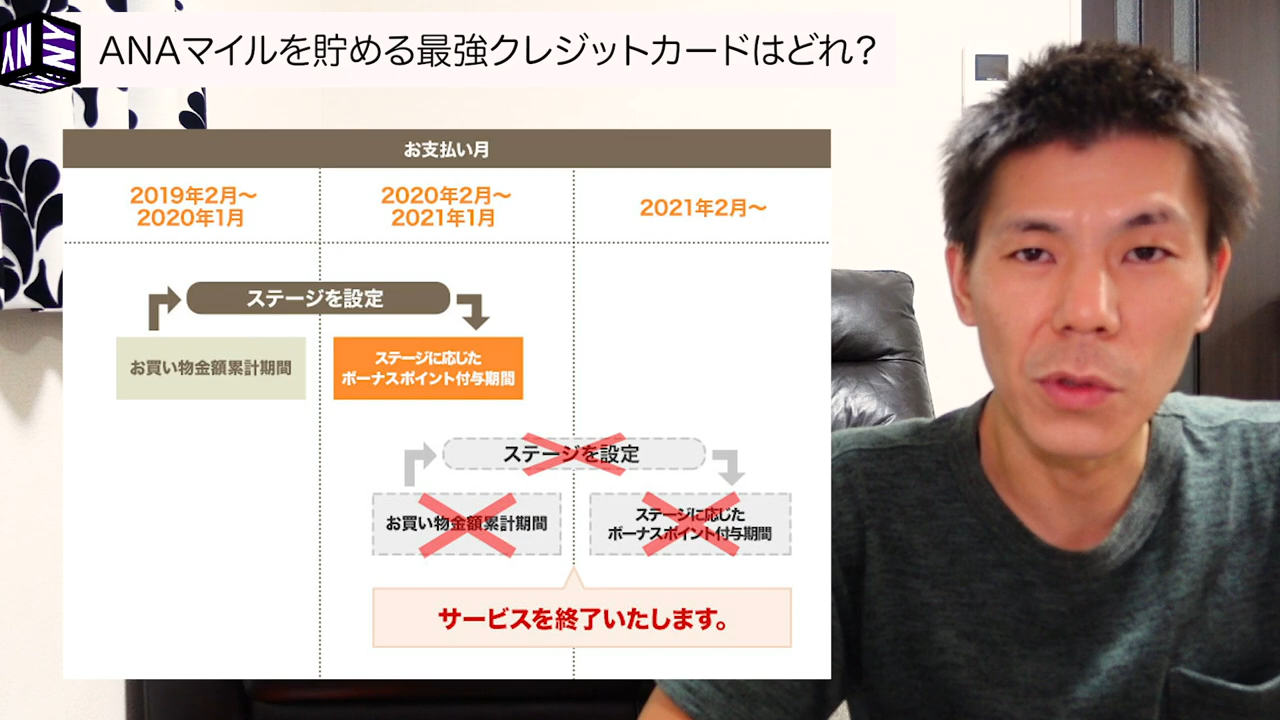 ANAマイルを貯める最強クレジットカードはどれ？
お支払い月
2019年2月〜
2020年1月
2020年2月〜
2021年1月
2021年2月〜
ステージを設定
お買い物金額累計期間
ステージに応じた
ボーナスポイント付与期間
ステージを設定
お買い物金額累計期間
ステージに応じた
ボーナスポイント付与期間
サービスを終了いたします。